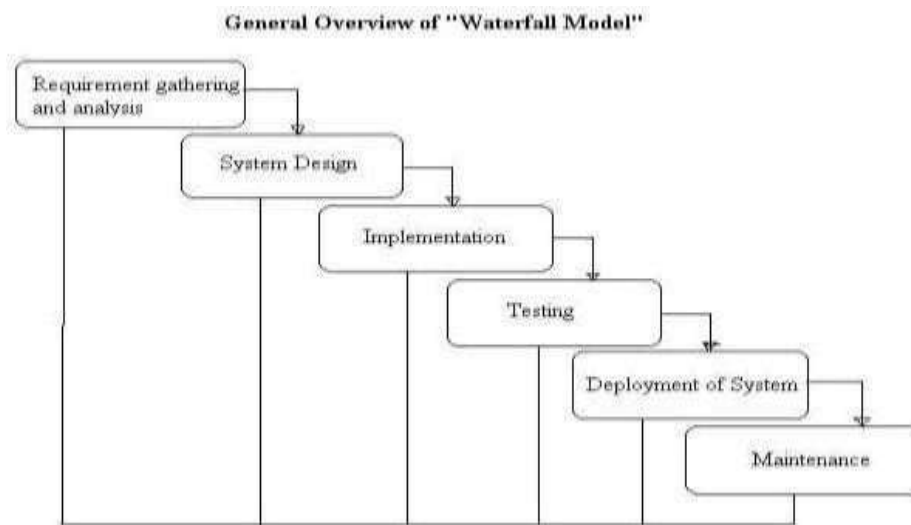 General Overview of "Waterfall Model"
Requirement gathering
and analysis
System Design
Implementation
Testing
Deployment of System
Maintenance